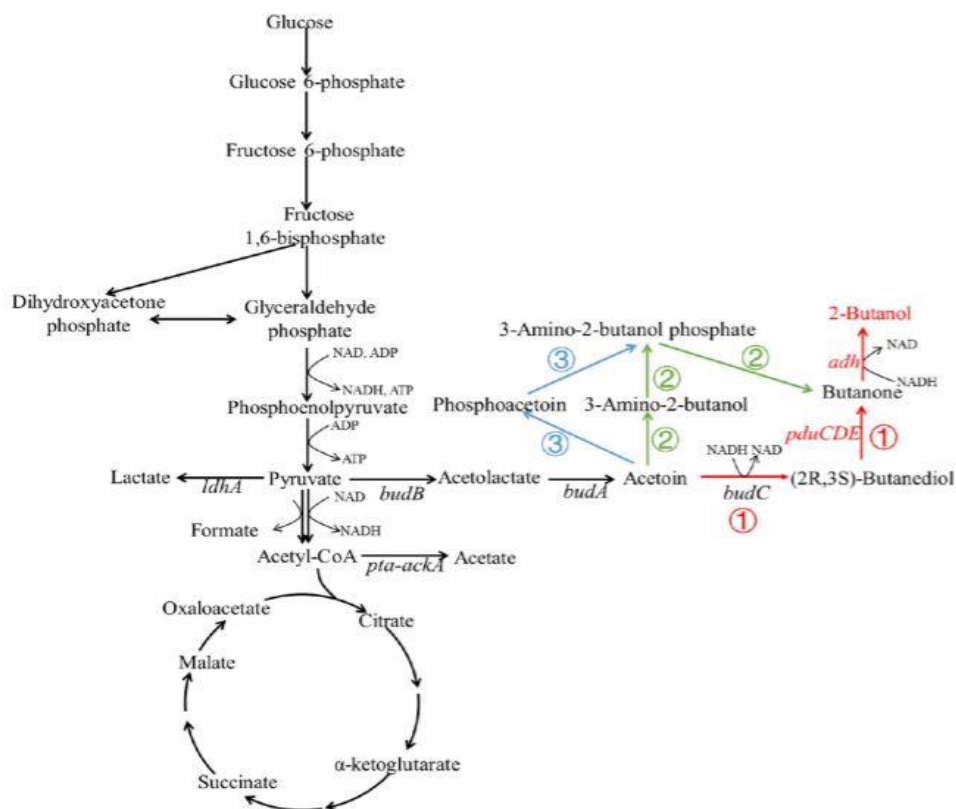 Glucose
Glucose 6-phosphate
Fructose 6-phosphate
Fructose
1,6-bisphosphate
Dihydroxyacetone
phosphate
Glyceraldehyde
phosphate
NAD, ADP
NADH, ATP
Phosphoenolpyruvate
ADP
ATP
Lactate
ldhA
Pyruvate
budB
Acetolactate
budA
Acetoin
NADH NAD
budC
①
(2R,3S)-Butanediol
3-Amino-2-butanol phosphate
③
②
②
Phosphoacetoin
3-Amino-2-butanol
③
②
2-Butanol
adh
NAD
NADH
Butanone
pduCDE
①
NAD
NADH
Formate
Acetyl-CoA
pta-ackA
Acetate
Oxaloacetate
Citrate
Malate
α-ketoglutarate
Succinate